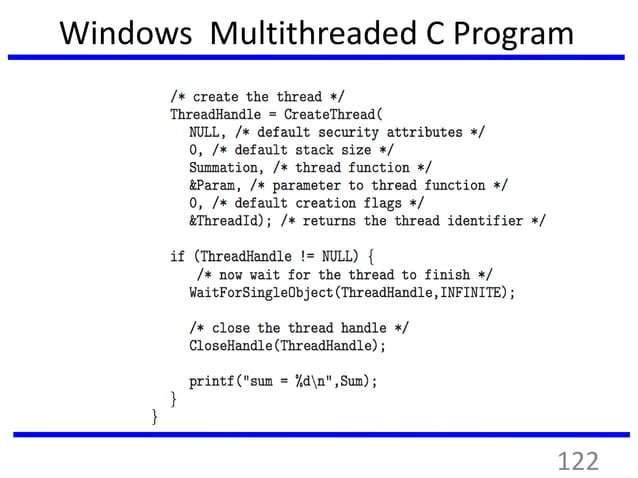 Windows  Multithreaded C Program
/* create the thread */
ThreadHandle = CreateThread(
NULL, /* default security attributes */
0, /* default stack size */
Summation, /* thread function */
&Param, /* parameter to thread function */
0, /* default creation flags */
&ThreadId); /* returns the thread identifier */
if (ThreadHandle != NULL) {
/* now wait for the thread to finish */
WaitForSingleObject(ThreadHandle,INFINITE);
/* close the thread handle */
CloseHandle(ThreadHandle);
printf("sum = %d\n",Sum);
}
}
122